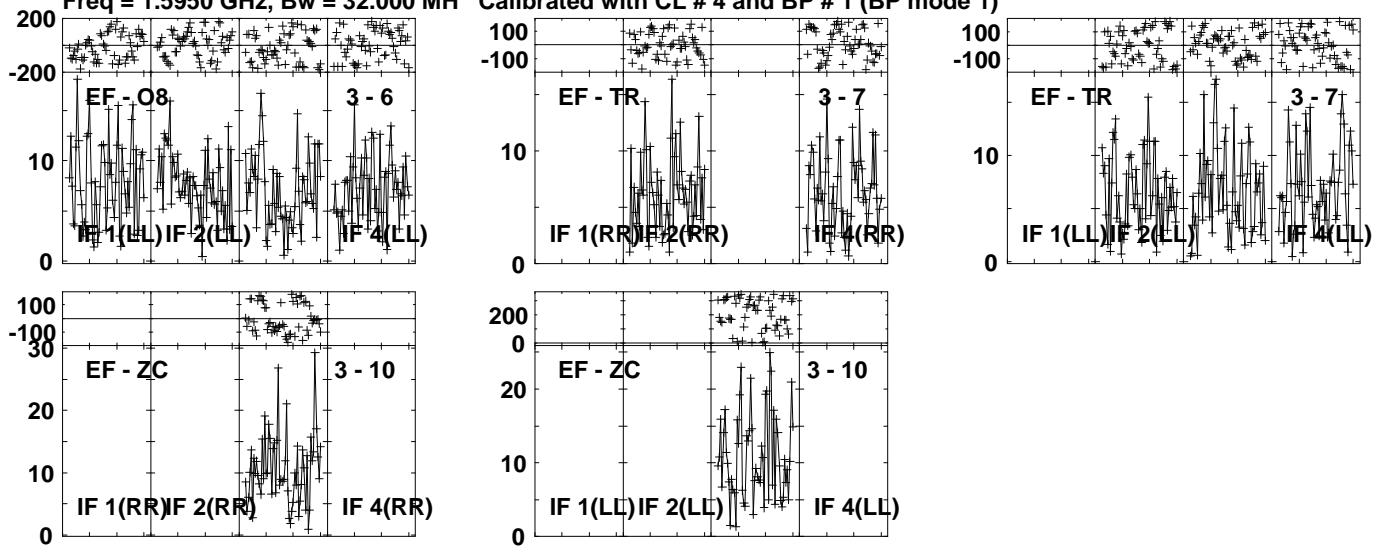 Freq = 1.5950 GHz, Bw = 32.000 MH Calibrated with CL # 4 and BP # 1 (BP mode 1)
200
-200
EF - O8 3 - 6
10
0
IF 1(LL) IF 2(LL) IF 4(LL)
100
-100
EF - TR 3 - 7
10
0
IF 1(RR) IF 2(RR) IF 4(RR)
100
-100
EF - TR 3 - 7
10
0
IF 1(LL) IF 2(LL) IF 4(LL)
100
-100
30
EF - ZC 3 - 10
20
10
0
IF 1(RR) IF 2(RR) IF 4(RR)
200
0
EF - ZC 3 - 10
20
10
0
IF 1(LL) IF 2(LL) IF 4(LL)